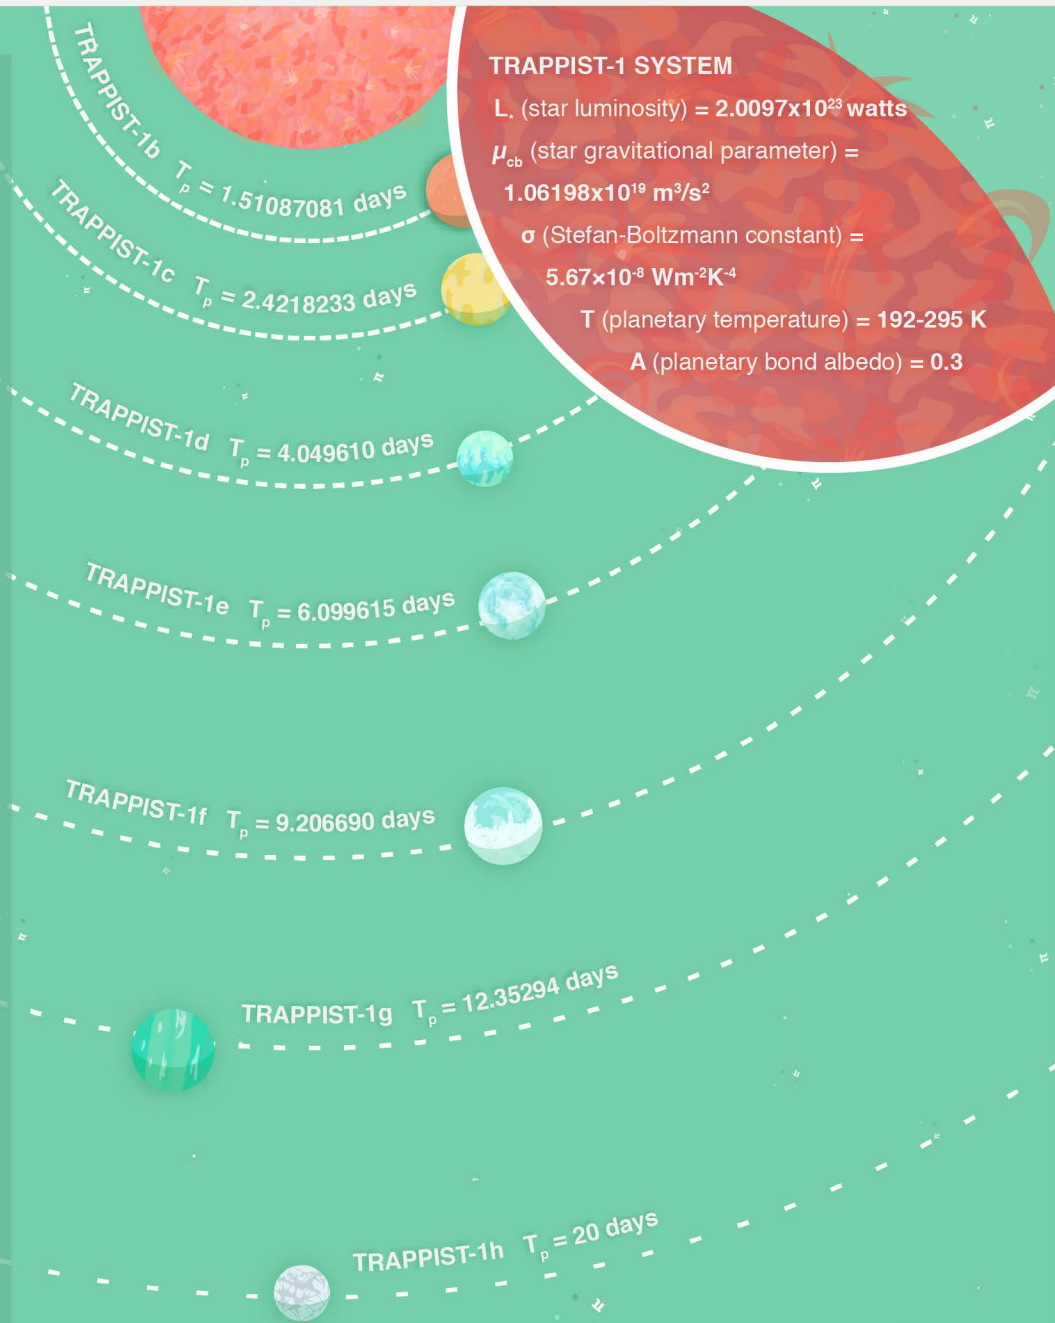 TRAPPIST-1 SYSTEM
L* (star luminosity) = 2.0097x10²³ watts
μcb (star gravitational parameter) =
1.06198x10¹⁹ m³/s²
σ (Stefan-Boltzmann constant) =
5.67×10⁻⁸ Wm⁻²K⁻⁴
T (planetary temperature) = 192-295 K
A (planetary bond albedo) = 0.3
TRAPPIST-1b Tp = 1.51087081 days
TRAPPIST-1c Tp = 2.4218233 days
TRAPPIST-1d Tp = 4.049610 days
TRAPPIST-1e Tp = 6.099615 days
TRAPPIST-1f Tp = 9.206690 days
TRAPPIST-1g Tp = 12.35294 days
TRAPPIST-1h Tp = 20 days